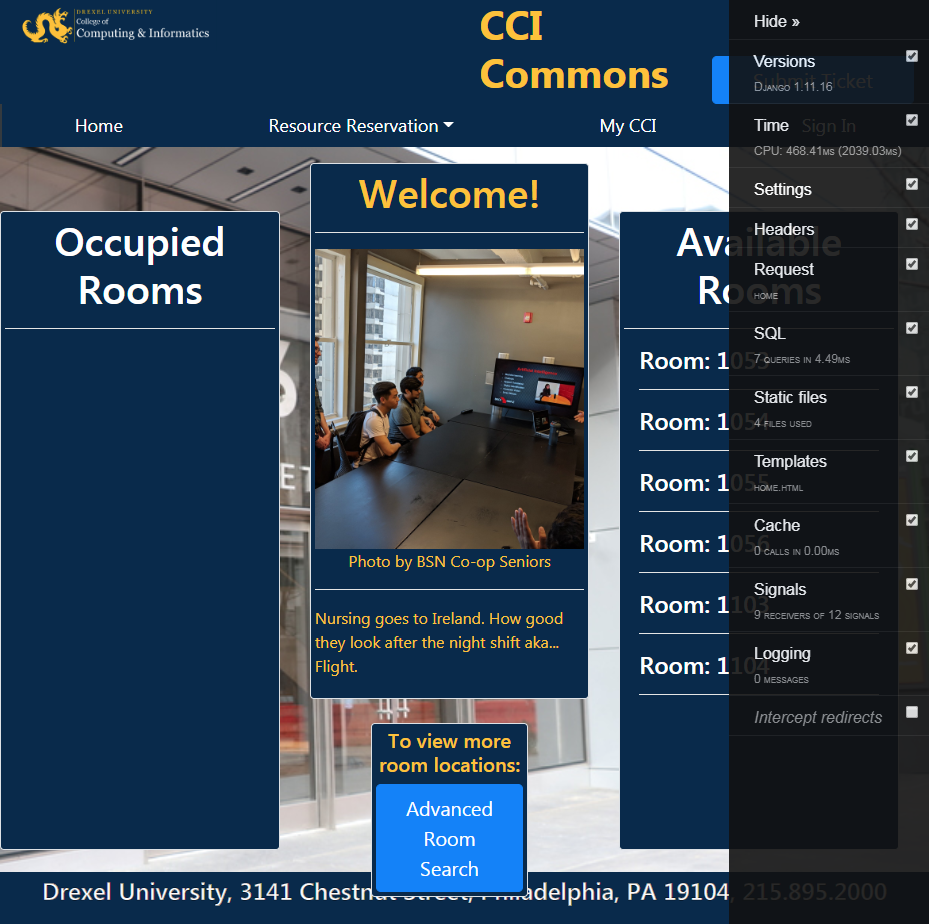 DREXEL UNIVERSITY
College of
Computing & Informatics
CCI
Commons
Submit Ticket
Home
Resource Reservation
My CCI
Sign In
Welcome!
Photo by BSN Co-op Seniors
Nursing goes to Ireland. How good
they look after the night shift aka...
Flight.
Occupied
Rooms
Available
Rooms
Room: 1053
Room: 1054
Room: 1055
Room: 1056
Room: 1103
Room: 1104
To view more
room locations:
Advanced
Room
Search
Drexel University, 3141 Chestnut Street, Philadelphia, PA 19104, 215.895.2000
Hide »
Versions
Django 1.11.16
Time
CPU: 468.41ms (2039.03ms)
Settings
Headers
Request
home
SQL
7 queries in 4.49ms
Static files
4 files used
Templates
home.html
Cache
0 calls in 0.00ms
Signals
9 receivers of 12 signals
Logging
0 messages
Intercept redirects